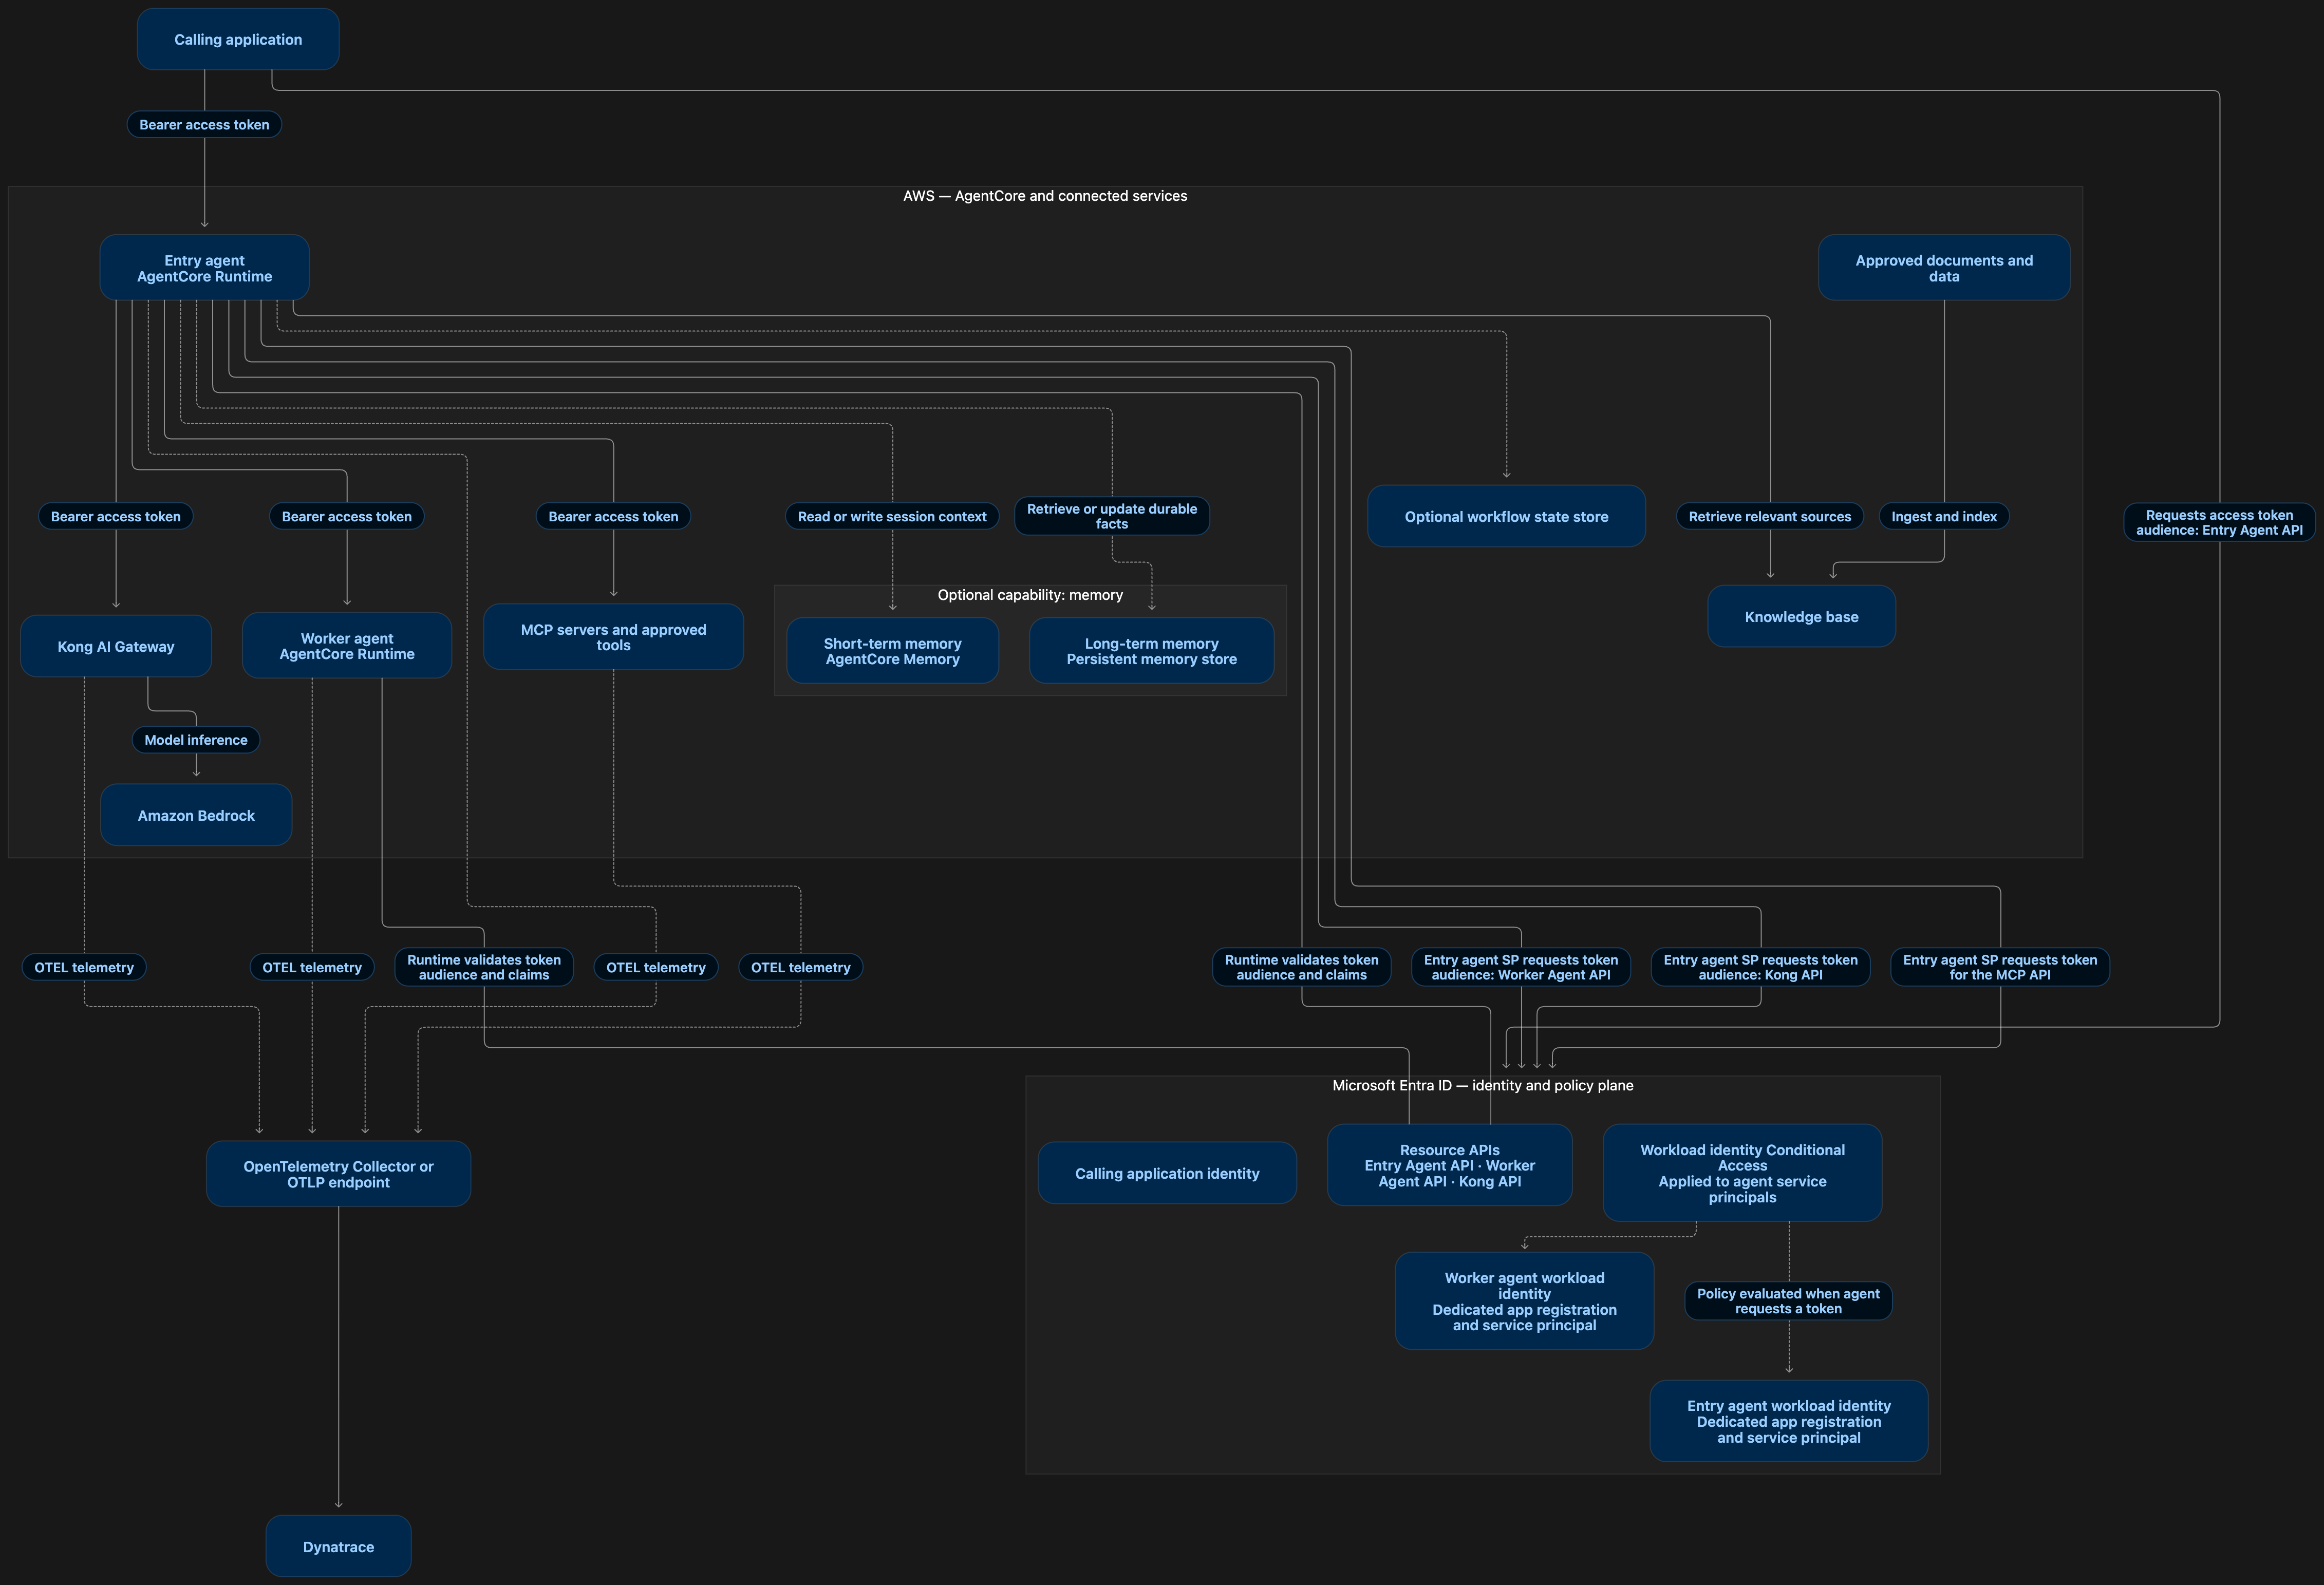 Calling application
Bearer access token
AWS — AgentCore and connected services
Entry agent
AgentCore Runtime
Approved documents and
data
Bearer access token
Bearer access token
Bearer access token
Read or write session context
Retrieve or update durable
facts
Optional workflow state store
Retrieve relevant sources
Ingest and index
Requests access token
audience: Entry Agent API
Optional capability: memory
Kong AI Gateway
Worker agent
AgentCore Runtime
MCP servers and approved
tools
Short-term memory
AgentCore Memory
Long-term memory
Persistent memory store
Knowledge base
Model inference
Amazon Bedrock
OTEL telemetry
OTEL telemetry
Runtime validates token
audience and claims
OTEL telemetry
OTEL telemetry
Runtime validates token
audience and claims
Entry agent SP requests token
audience: Worker Agent API
Entry agent SP requests token
audience: Kong API
Entry agent SP requests token
for the MCP API
Microsoft Entra ID — identity and policy plane
OpenTelemetry Collector or
OTLP endpoint
Calling application identity
Resource APIs
Entry Agent API · Worker
Agent API · Kong API
Workload identity Conditional
Access
Applied to agent service
principals
Worker agent workload
identity
Dedicated app registration
and service principal
Policy evaluated when agent
requests a token
Entry agent workload identity
Dedicated app registration
and service principal
Dynatrace